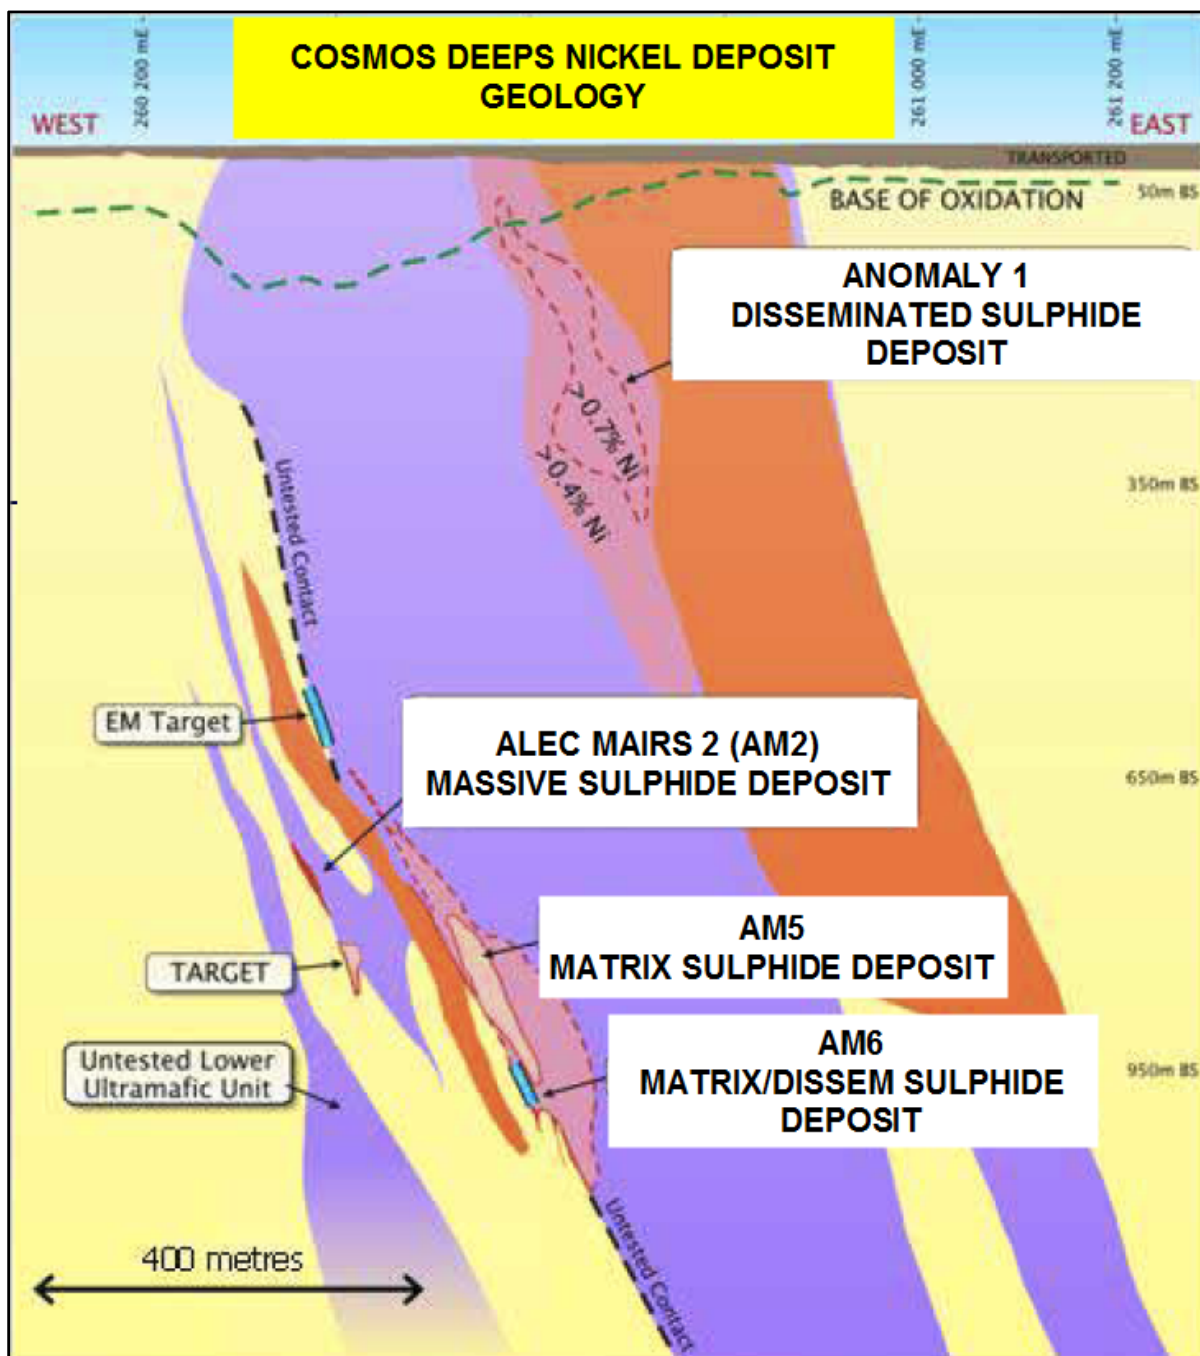 COSMOS DEEPS NICKEL DEPOSIT
GEOLOGY
WEST
260 200 mE
261 000 mE
261 200 mE
EAST
TRANSPORTED
BASE OF OXIDATION
50m BS
ANOMALY 1
DISSEMINATED SULPHIDE
DEPOSIT
>0.7% Ni
>0.4% Ni
350m BS
Untested Contact
EM Target
ALEC MAIRS 2 (AM2)
MASSIVE SULPHIDE DEPOSIT
650m BS
AM5
MATRIX SULPHIDE DEPOSIT
TARGET
AM6
MATRIX/DISSEM SULPHIDE
DEPOSIT
Untested Lower
Ultramafic Unit
950m BS
Untested Contact
400 metres